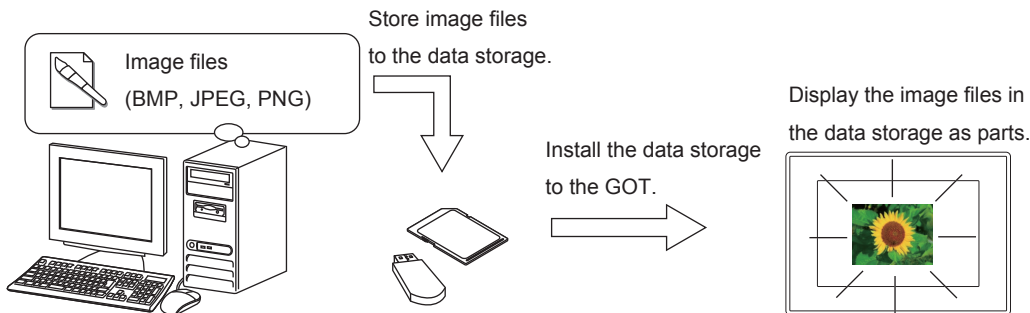 Store image files
to the data storage.
Image files
(BMP, JPEG, PNG)
Install the data storage
to the GOT.
Display the image files in
the data storage as parts.